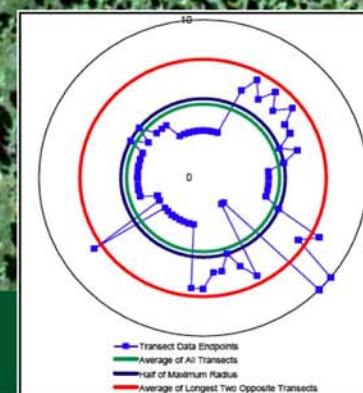 10
0
Transect Data Endpoints
Average of All Transects
Half of Maximum Radius
Average of Longest Two Opposite Transects